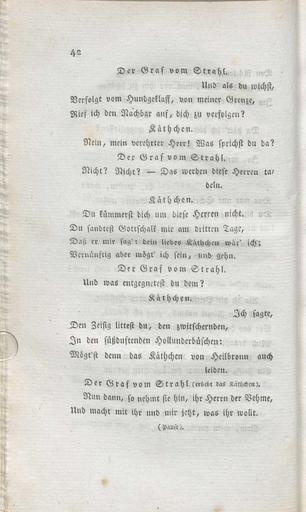 42
Der Graf vom Strahl.
Und als du wichst,
Verfolgt vom Hundgeklaff, von meiner Grenze,
Rief ich den Nachbar auf, dich zu verfolgen?
Käthchen.
Nein, mein verehrter Herr! Was sprichst du da?
Der Graf vom Strahl.
Nicht? Nicht? — Das werden diese Herren ta-
deln.
Käthchen.
Du kümmerst dich um diese Herren nicht.
Du sandtest Gottschalk mir am dritten Tage,
Daß er mir sag': dein liebes Käthchen wär' ich;
Vernünftig aber mögt' ich sein, und gehn.
Der Graf vom Strahl.
Und was entgegnetest du dem?
Käthchen.
Ich sagte,
Den Zeisig littest du, den zwitschernden,
In den süßduftenden Hollunderbüschen:
Mögt'st denn das Käthchen von Heilbronn auch
leiden.
Der Graf vom Strahl (erhebt das Käthchen).
Nun dann, so nehmt sie hin, ihr Herrn der Vehme,
Und macht mit ihr und mir jetzt, was ihr wollt.
(Pause).